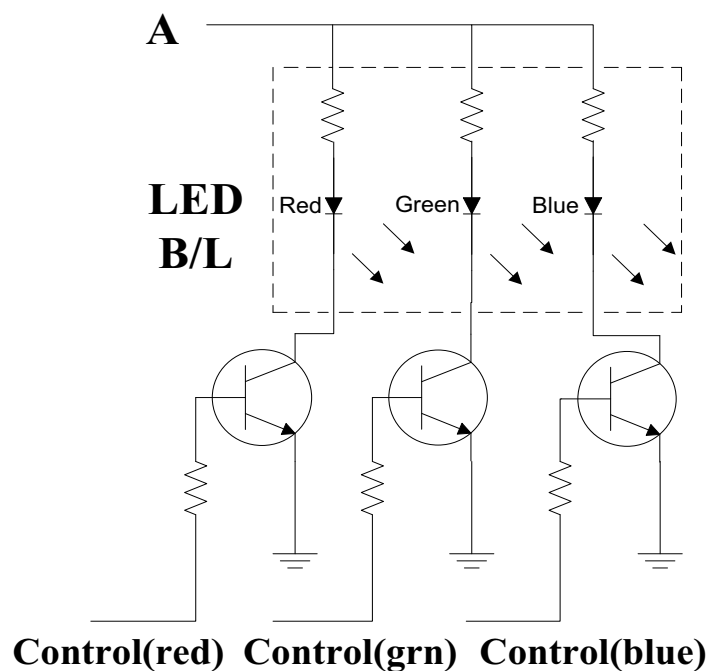 A
LED
B/L
Red
Green
Blue
Control(red)
Control(grn)
Control(blue)